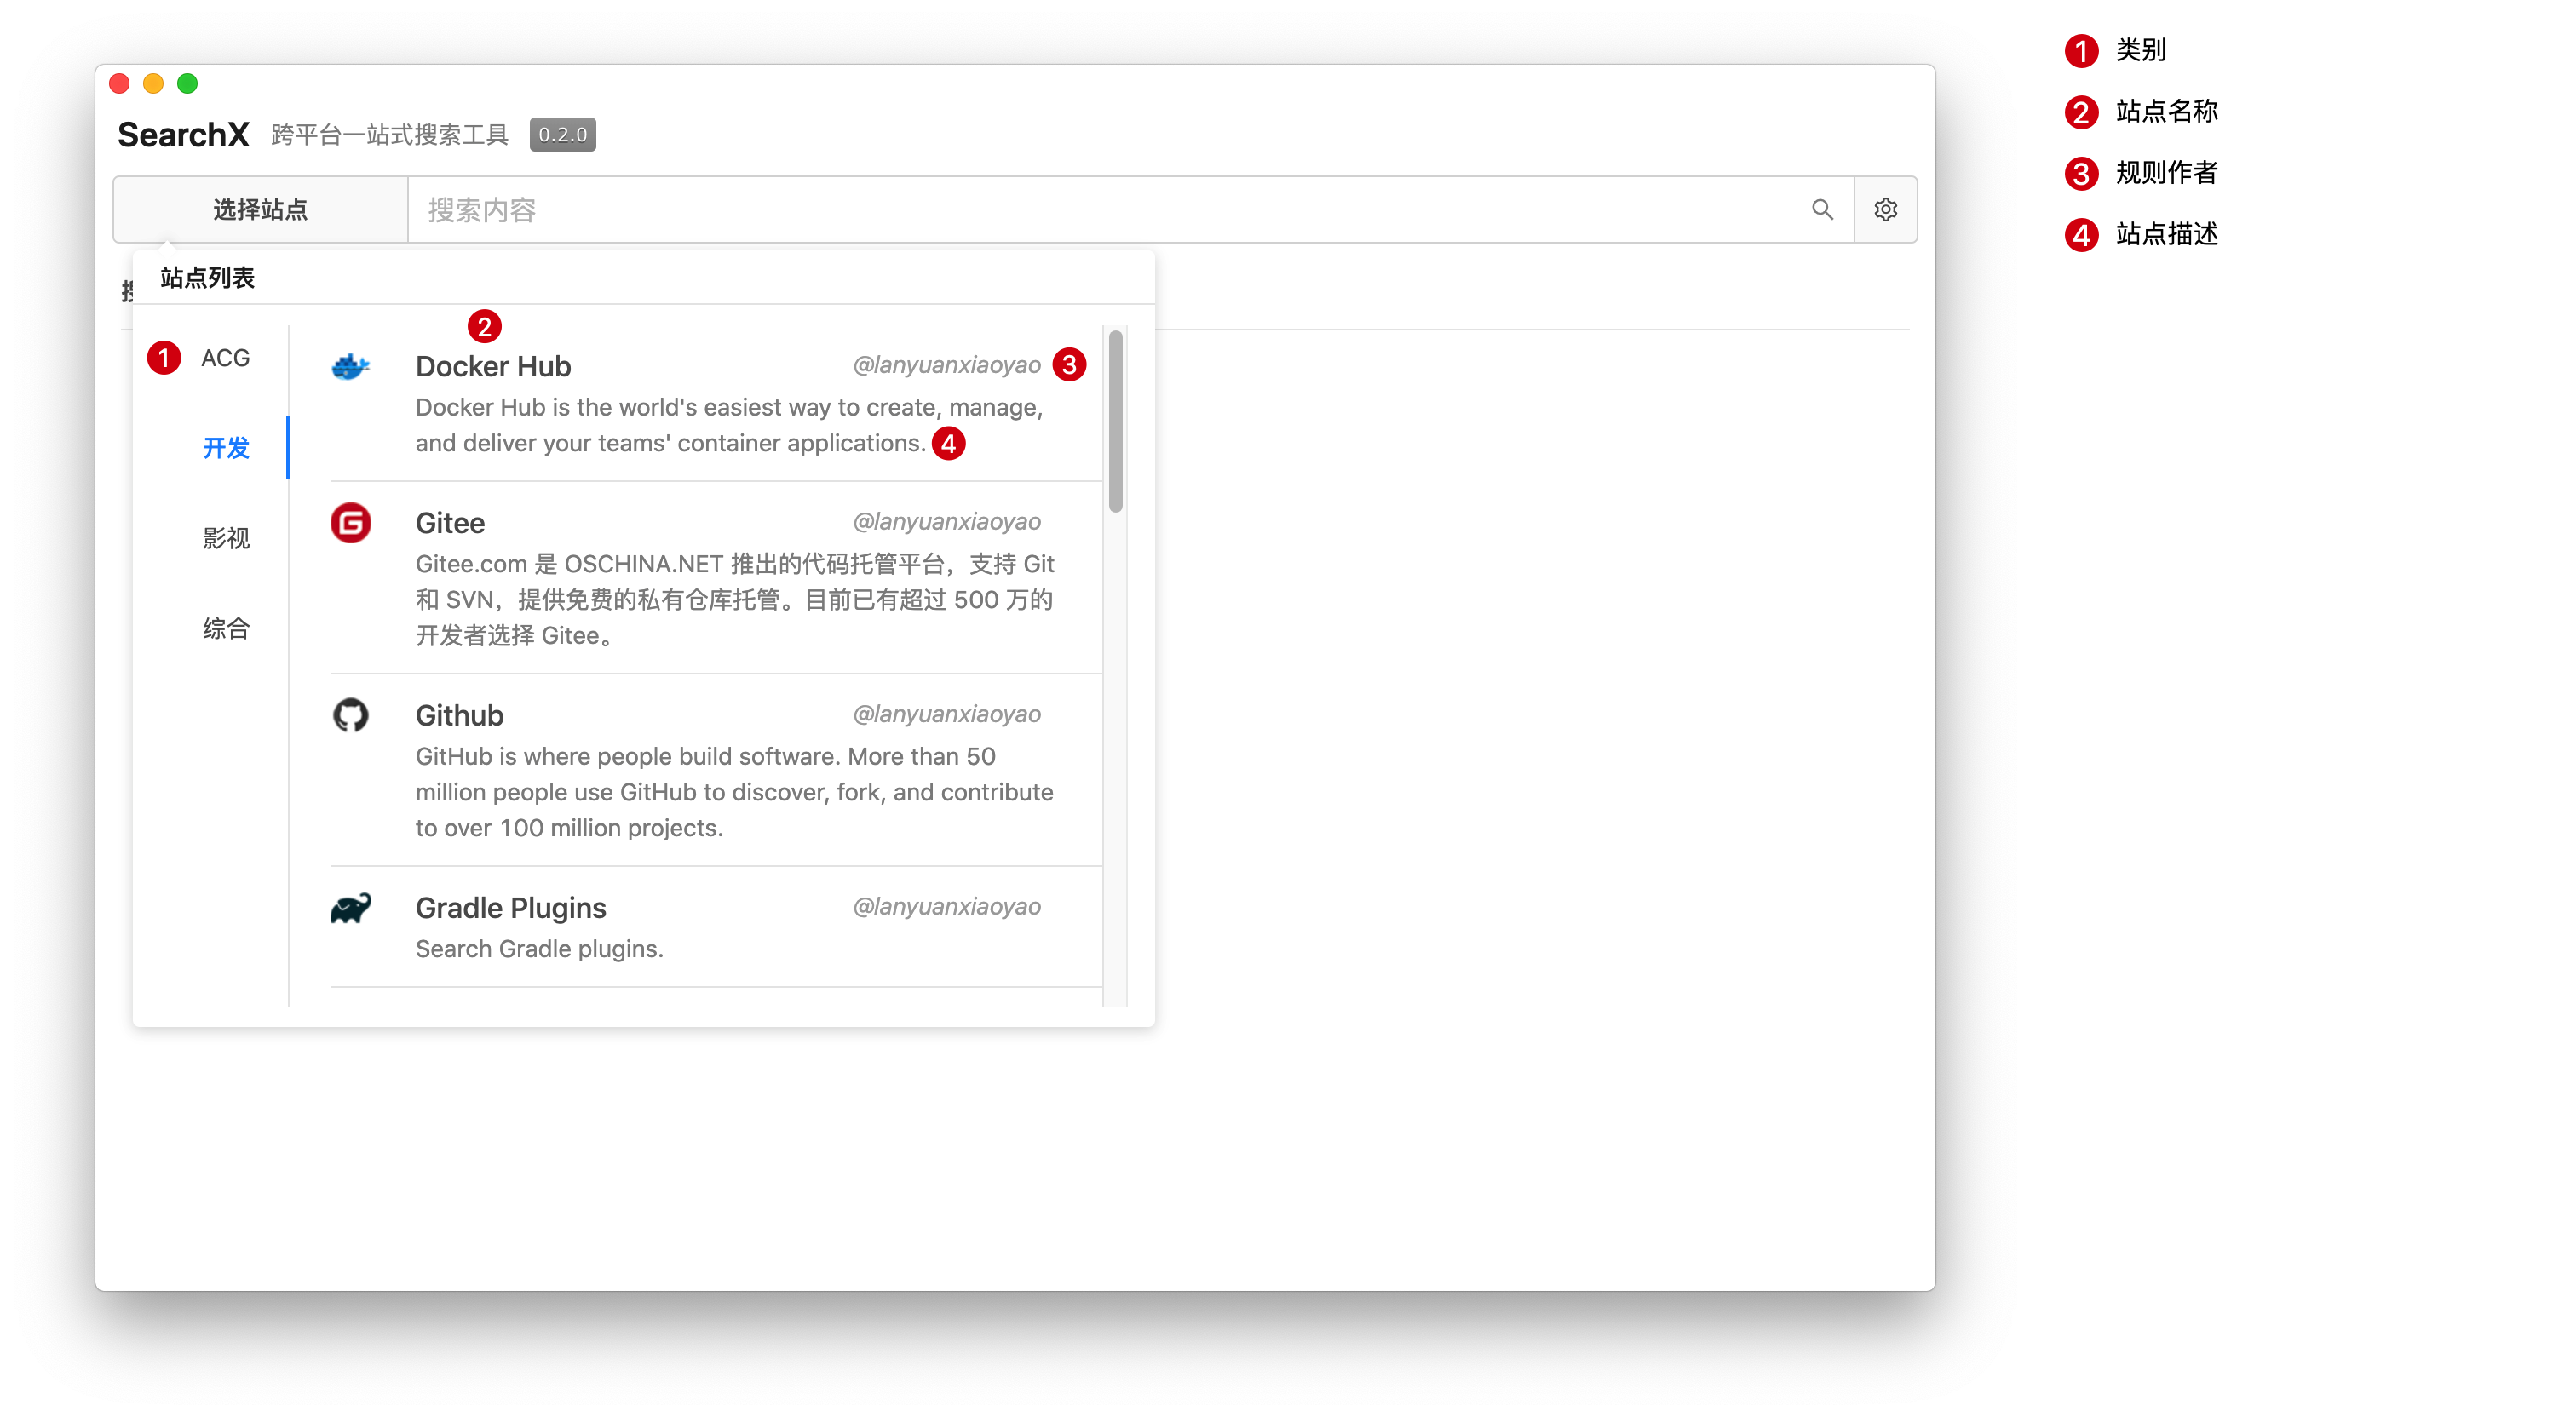 SearchX 跨平台一站式搜索工具 0.2.0
选择站点 搜索内容
站点列表
1 ACG
开发
影视
综合
2
Docker Hub @lanyuanxiaoyao 3
Docker Hub is the world's easiest way to create, manage,
and deliver your teams' container applications. 4
Gitee @lanyuanxiaoyao
Gitee.com 是 OSCHINA.NET 推出的代码托管平台，支持 Git
和 SVN，提供免费的私有仓库托管。目前已有超过 500 万的
开发者选择 Gitee。
Github @lanyuanxiaoyao
GitHub is where people build software. More than 50
million people use GitHub to discover, fork, and contribute
to over 100 million projects.
Gradle Plugins @lanyuanxiaoyao
Search Gradle plugins.
1 类别
2 站点名称
3 规则作者
4 站点描述